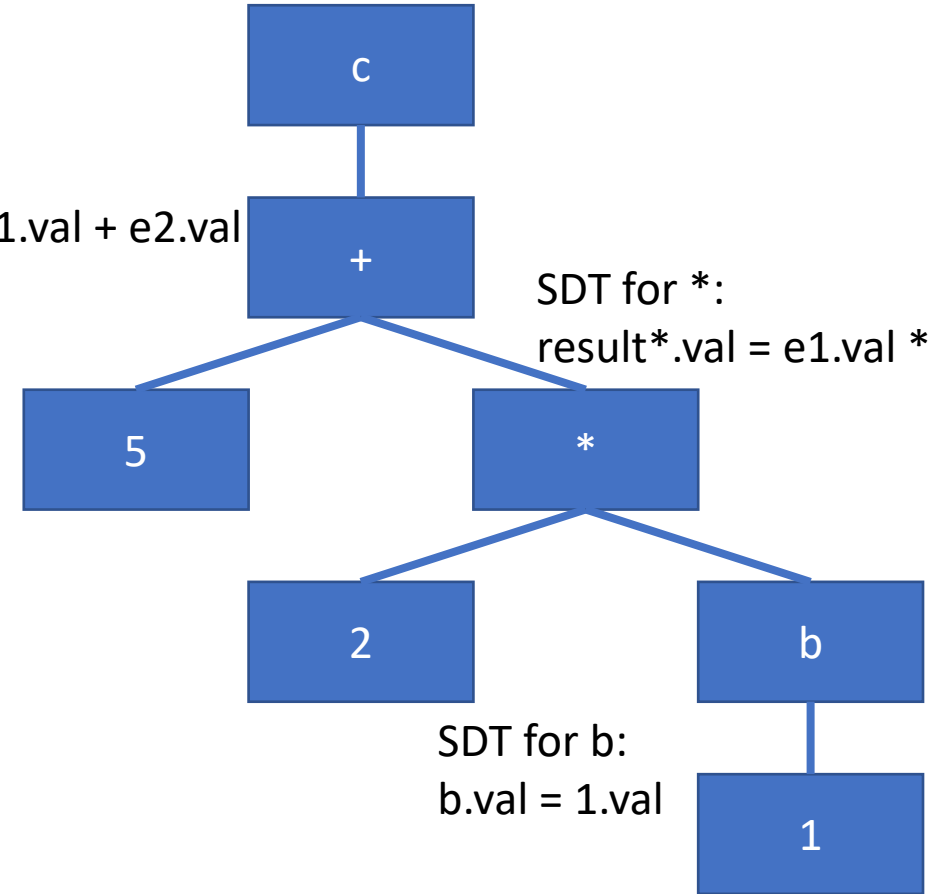 c
1.val + e2.val
+
SDT for *:
result*.val = e1.val *
5
*
2
b
SDT for b:
b.val = 1.val
1